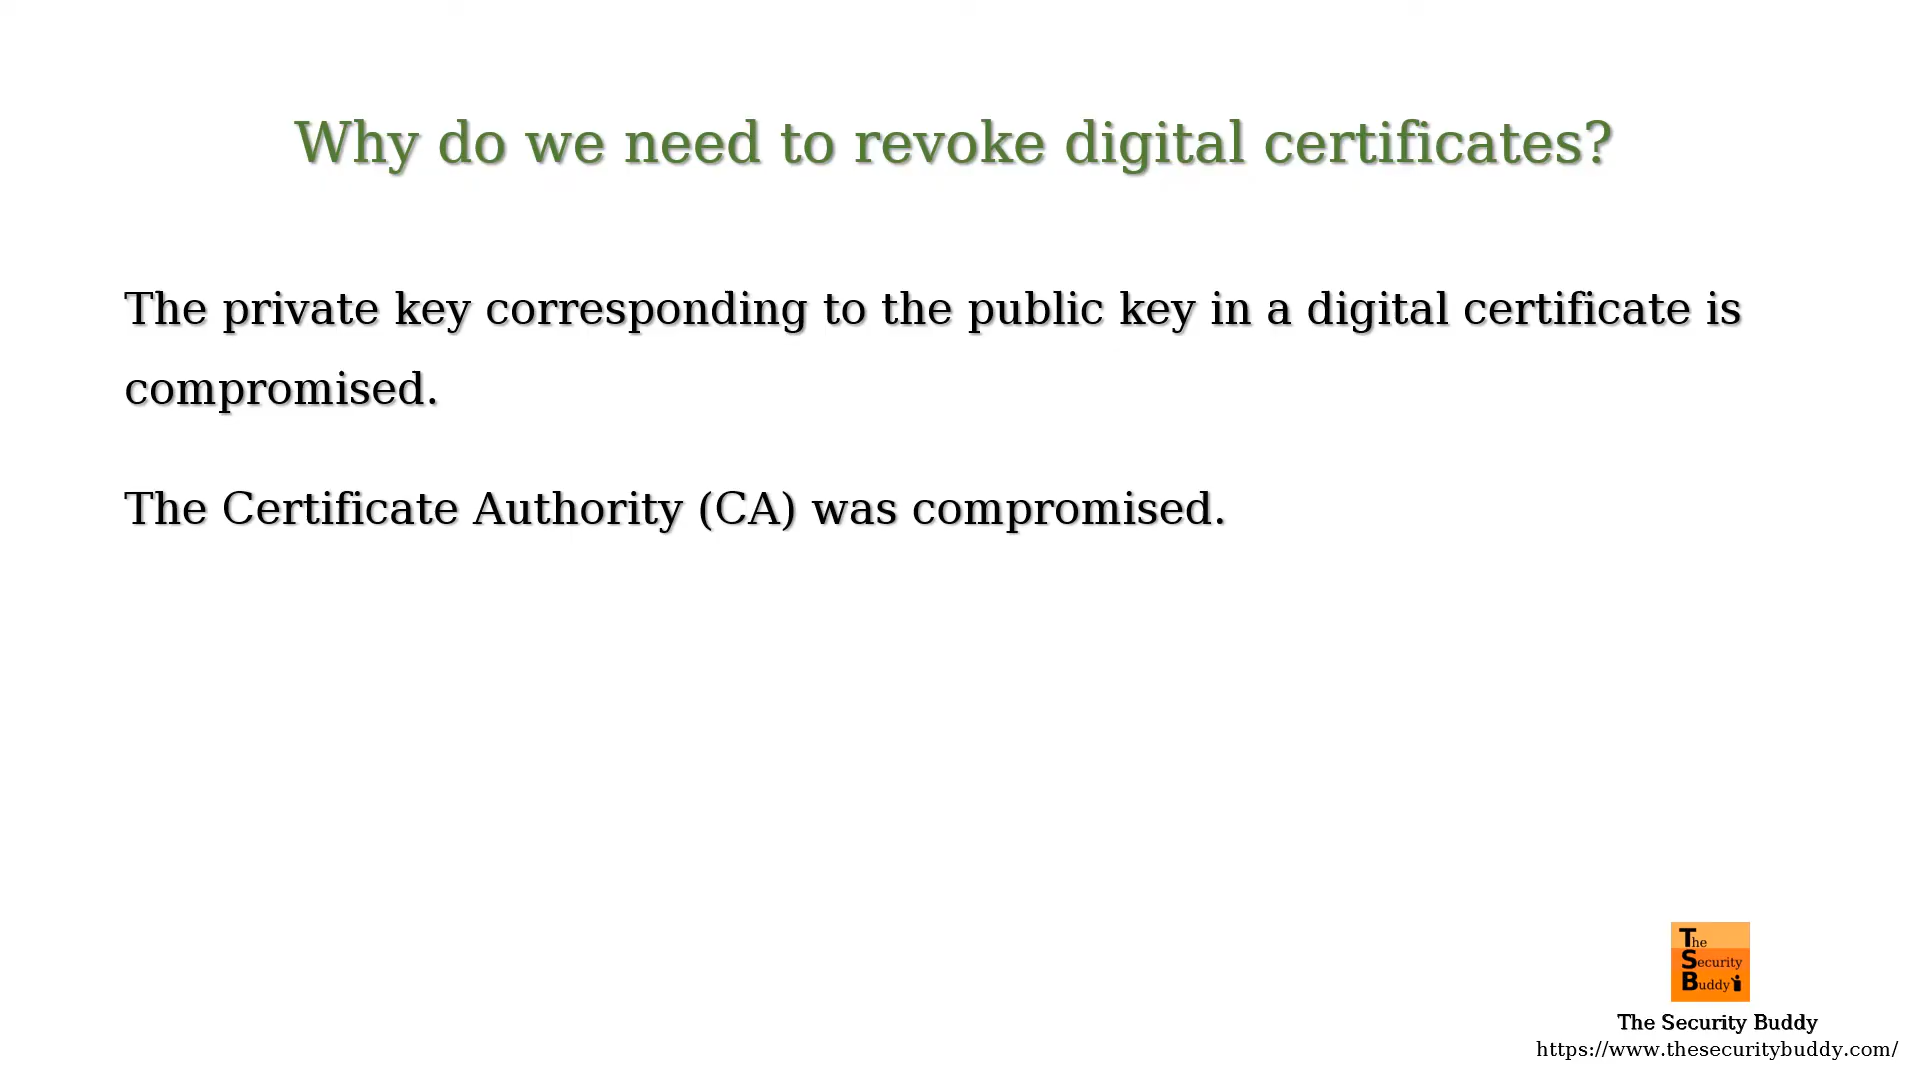 Why do we need to revoke digital certificates?
The private key corresponding to the public key in a digital certificate is
compromised.
The Certificate Authority (CA) was compromised.
The
Security
Buddy
The Security Buddy
https://www.thesecuritybuddy.com/